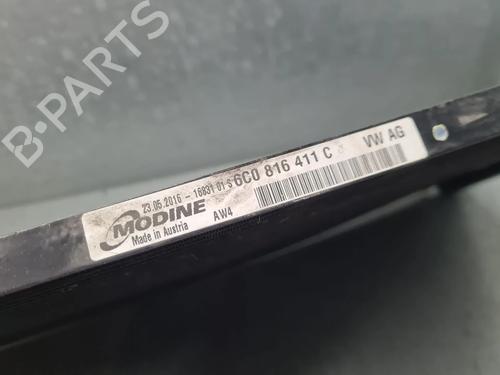 B-PARTS
23.05.2016 - 16831 01-S 6C0 816 411 C VW AG
MODINE
Made in Austria AW4